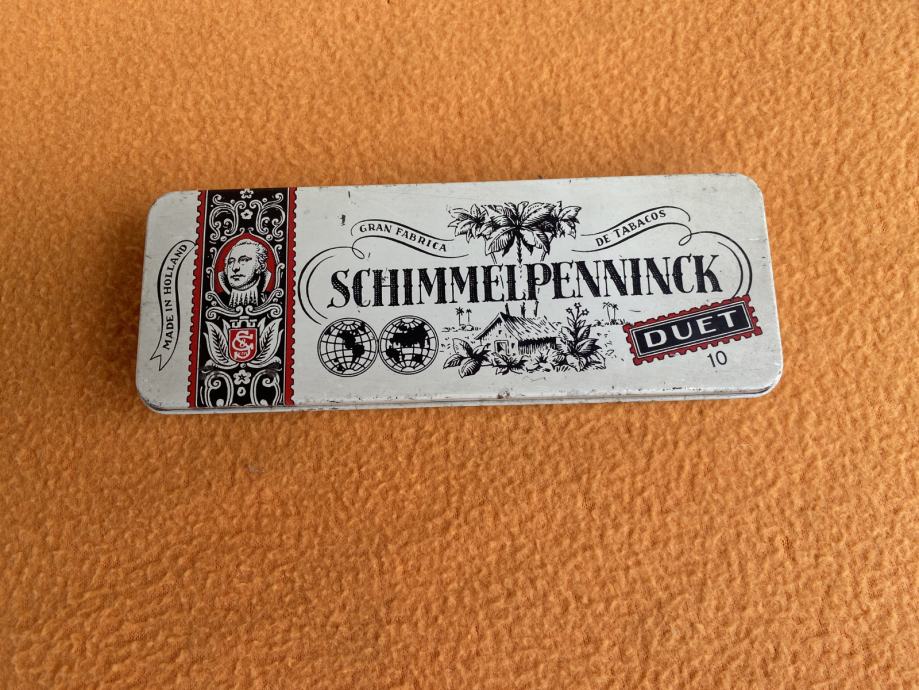 MADE IN HOLLAND
GRAN FABRICA
DE TABACOS
SCHIMMELPENNINCK
DUET
10